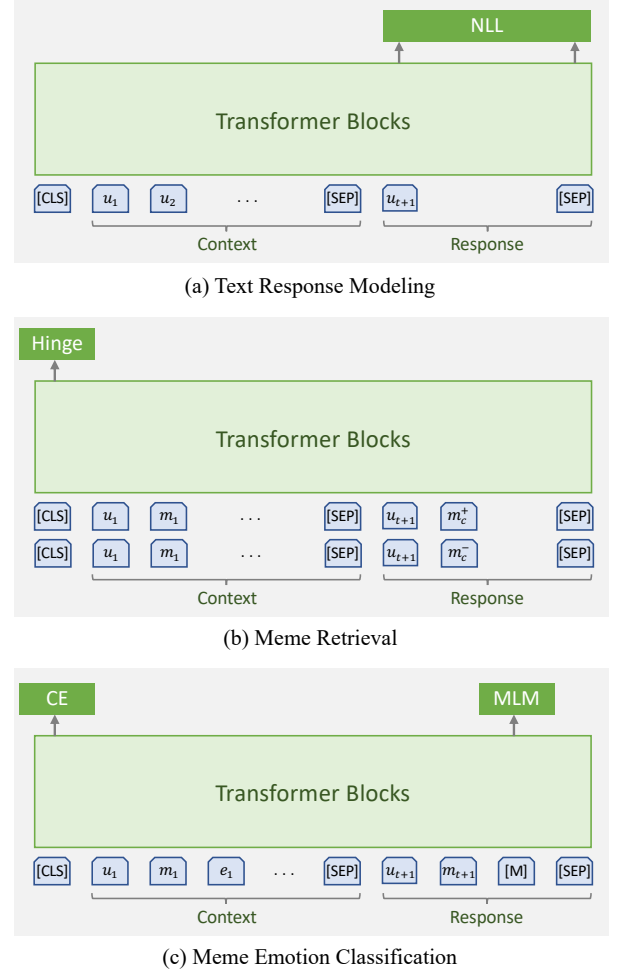 NLL
Transformer Blocks
[CLS] u₁ u₂ ... [SEP] uₜ₊₁ [SEP]
Context Response
(a) Text Response Modeling
Hinge
Transformer Blocks
[CLS] u₁ m₁ ... [SEP] uₜ₊₁ m_c⁺ [SEP]
[CLS] u₁ m₁ ... [SEP] uₜ₊₁ m_c⁻ [SEP]
Context Response
(b) Meme Retrieval
CE MLM
Transformer Blocks
[CLS] u₁ m₁ e₁ ... [SEP] uₜ₊₁ mₜ₊₁ [M] [SEP]
Context Response
(c) Meme Emotion Classification